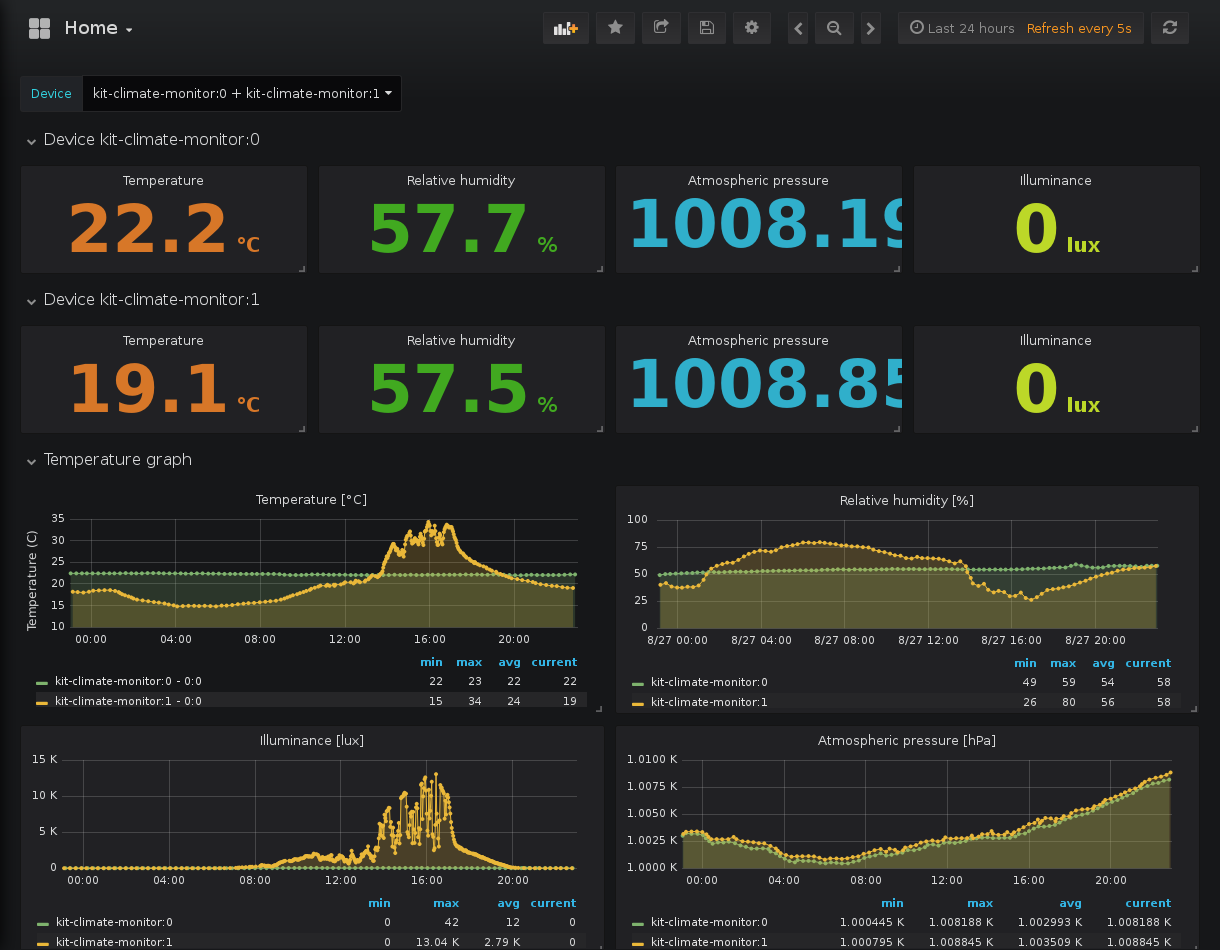 Home
Last 24 hours Refresh every 5s
Device kit-climate-monitor:0 + kit-climate-monitor:1
Device kit-climate-monitor:0
Temperature Relative humidity Atmospheric pressure Illuminance
22.2 °C 57.7 % 1008.19 0 lux
Device kit-climate-monitor:1
Temperature Relative humidity Atmospheric pressure Illuminance
19.1 °C 57.5 % 1008.85 0 lux
Temperature graph
Temperature [°C]
Temperature (C)
35
30
25
20
15
10
00:00 04:00 08:00 12:00 16:00 20:00
min max avg current
kit-climate-monitor:0 - 0:0 22 23 22 22
kit-climate-monitor:1 - 0:0 15 34 24 19
Relative humidity [%]
100
75
50
25
0
8/27 00:00 8/27 04:00 8/27 08:00 8/27 12:00 8/27 16:00 8/27 20:00
min max avg current
kit-climate-monitor:0 49 59 54 58
kit-climate-monitor:1 26 80 56 58
Illuminance [lux]
15 K
10 K
5 K
0
00:00 04:00 08:00 12:00 16:00 20:00
min max avg current
kit-climate-monitor:0 0 42 12 0
kit-climate-monitor:1 0 13.04 K 2.79 K 0
Atmospheric pressure [hPa]
1.0100 K
1.0075 K
1.0050 K
1.0025 K
1.0000 K
00:00 04:00 08:00 12:00 16:00 20:00
min max avg current
kit-climate-monitor:0 1.000445 K 1.008188 K 1.002993 K 1.008188 K
kit-climate-monitor:1 1.000795 K 1.008845 K 1.003509 K 1.008845 K